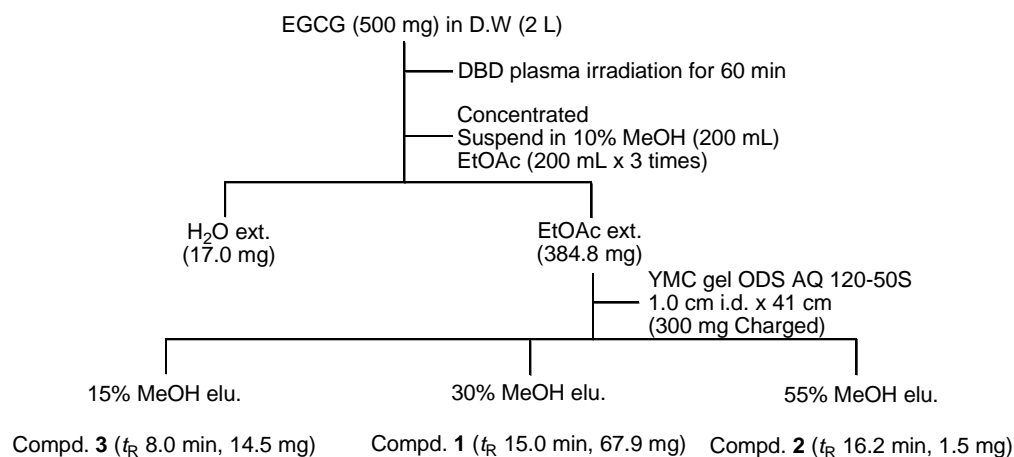 EGCG (500 mg) in D.W (2 L)
DBD plasma irradiation for 60 min
Concentrated
Suspend in 10% MeOH (200 mL)
EtOAc (200 mL x 3 times)
H₂O ext.
(17.0 mg)
EtOAc ext.
(384.8 mg)
YMC gel ODS AQ 120-50S
1.0 cm i.d. x 41 cm
(300 mg Charged)
15% MeOH elu.
30% MeOH elu.
55% MeOH elu.
Compd. 3 (tR 8.0 min, 14.5 mg)
Compd. 1 (tR 15.0 min, 67.9 mg)
Compd. 2 (tR 16.2 min, 1.5 mg)